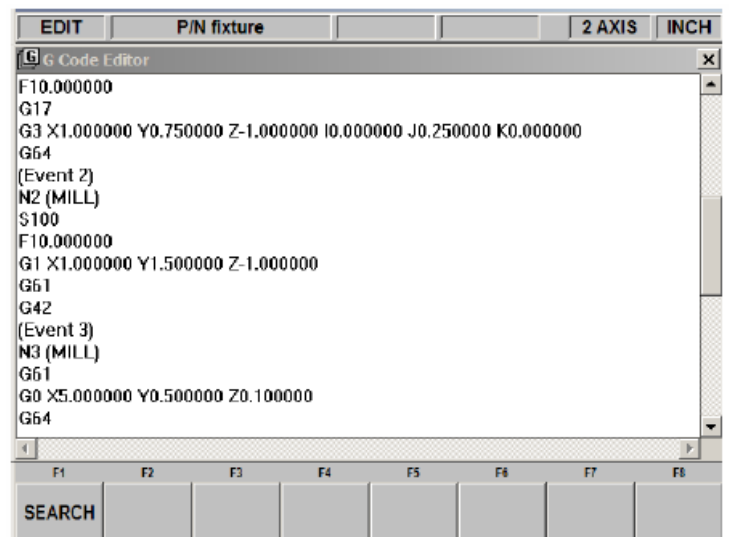 EDIT P/N fixture 2 AXIS INCH
G G Code Editor x
F10.000000
G17
G3 X1.000000 Y0.750000 Z-1.000000 I0.000000 J0.250000 K0.000000
G64
(Event 2)
N2 (MILL)
S100
F10.000000
G1 X1.000000 Y1.500000 Z-1.000000
G61
G42
(Event 3)
N3 (MILL)
G61
G0 X5.000000 Y0.500000 Z0.100000
G64
F1 F2 F3 F4 F5 F6 F7 F8
SEARCH